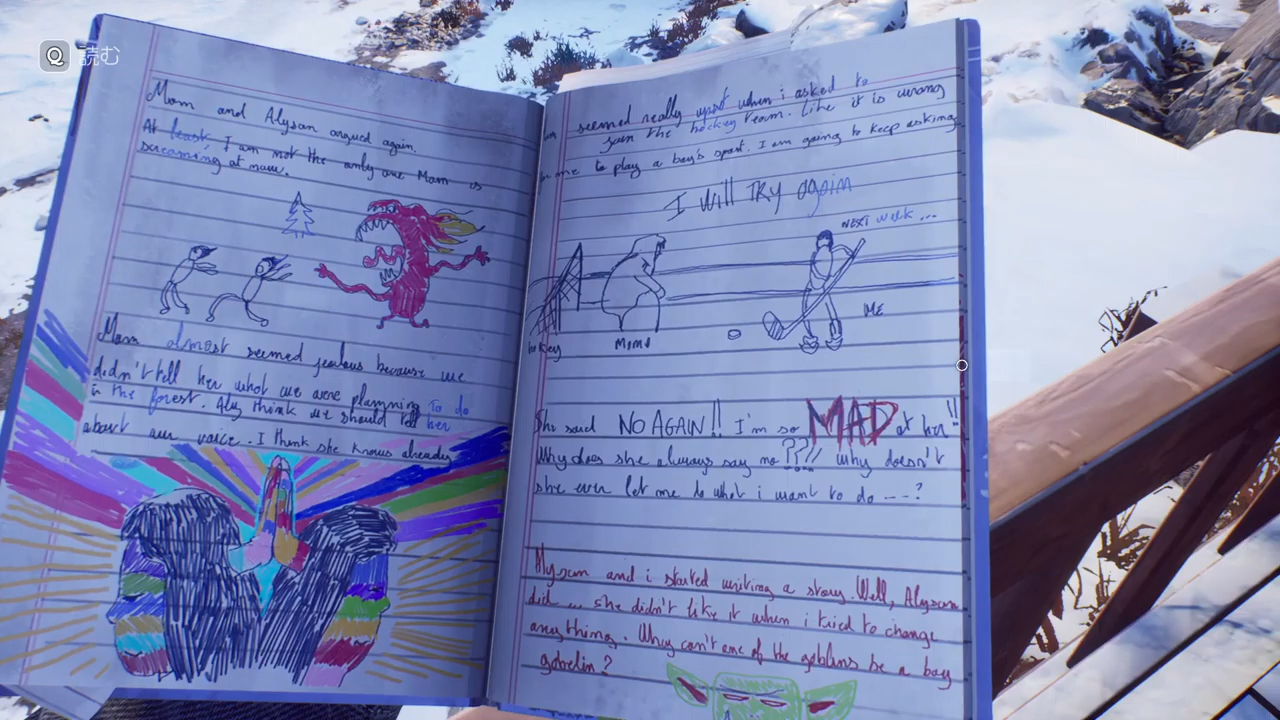 Q 読む
Mom and Alyson argued again.
At least I am not the only one Mom is
screaming at now.
Mom almost seemed jealous because we
didn't tell her what we were planning to do
in the forest. Aly think we should tell her
about our voice. I think she knows already
seemed really upset when i asked to
join the hockey team. Like it is wrong
me to play a boy's sport. I am going to keep asking
I will TRY again
NEXT week...
ME
MOM
She said NO AGAIN!! I'm so MAD at her!!
Why does she always say no ???// why doesn't
she ever let me do what i want to do ---?
Alyson and i started writing a story. Well, Alyson
did ... she didn't like it when i tried to change
anything. Why can't one of the goblins be a boy
gobelin?